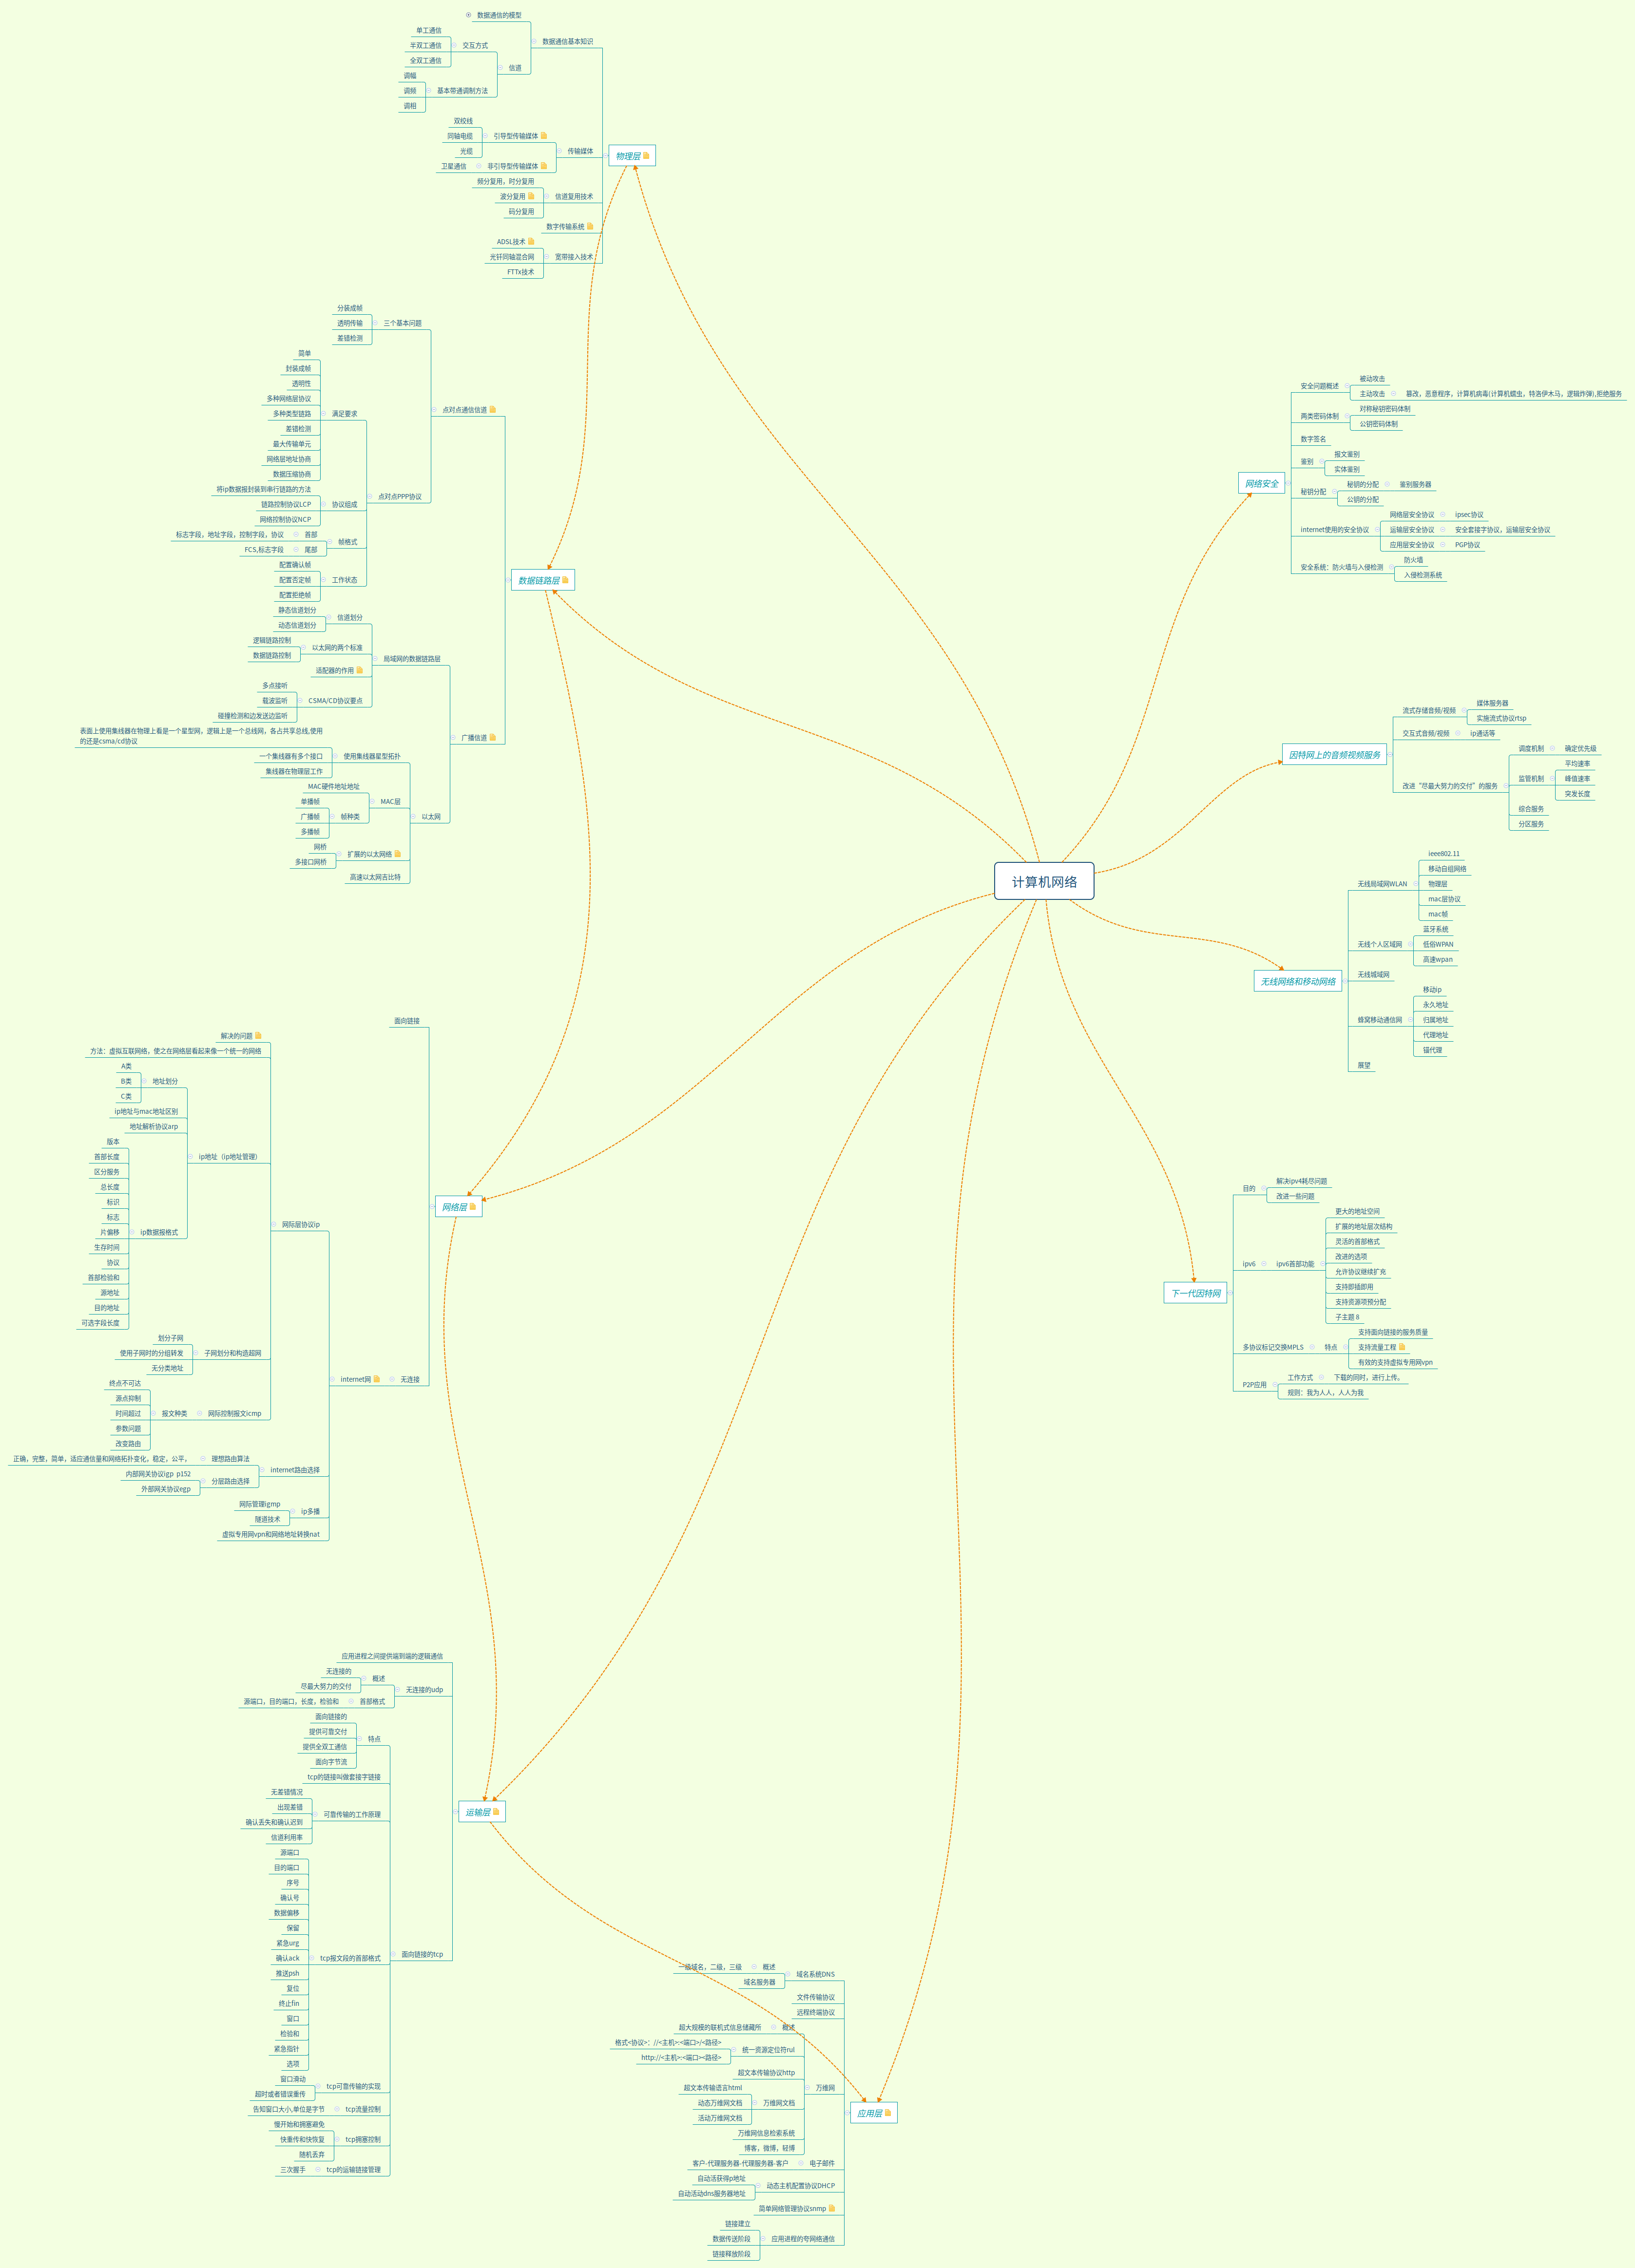 计算机网络
物理层
数据通信基本知识
数据通信的模型
信道
交互方式
单工通信
半双工通信
全双工通信
基本带通调制方法
调幅
调频
调相
传输媒体
引导型传输媒体
双绞线
同轴电缆
光缆
非引导型传输媒体
卫星通信
信道复用技术
频分复用，时分复用
波分复用
码分复用
数字传输系统
宽带接入技术
ADSL技术
光钎同轴混合网
FTTx技术
数据链路层
点对点通信信道
三个基本问题
分装成帧
透明传输
差错检测
点对点PPP协议
满足要求
简单
封装成帧
透明性
多种网络层协议
多种类型链路
差错检测
最大传输单元
网络层地址协商
数据压缩协商
协议组成
将ip数据报封装到串行链路的方法
链路控制协议LCP
网络控制协议NCP
帧格式
首部
标志字段，地址字段，控制字段，协议
尾部
FCS,标志字段
工作状态
配置确认帧
配置否定帧
配置拒绝帧
广播信道
局域网的数据链路层
信道划分
静态信道划分
动态信道划分
以太网的两个标准
逻辑链路控制
数据链路控制
适配器的作用
CSMA/CD协议要点
多点接听
载波监听
碰撞检测和边发送边监听
以太网
使用集线器星型拓扑
表面上使用集线器在物理上看是一个星型网，逻辑上是一个总线网，各占共享总线,使用
的还是csma/cd协议
一个集线器有多个接口
集线器在物理层工作
MAC层
MAC硬件地址地址
帧种类
单播帧
广播帧
多播帧
扩展的以太网络
网桥
多接口网桥
高速以太网吉比特
网络层
面向链接
无连接
internet网
网际层协议ip
解决的问题
方法：虚拟互联网络，使之在网络层看起来像一个统一的网络
ip地址（ip地址管理）
地址划分
A类
B类
C类
ip地址与mac地址区别
地址解析协议arp
ip数据报格式
版本
首部长度
区分服务
总长度
标识
标志
片偏移
生存时间
协议
首部检验和
源地址
目的地址
可选字段长度
子网划分和构造超网
划分子网
使用子网时的分组转发
无分类地址
网际控制报文icmp
报文种类
终点不可达
源点抑制
时间超过
参数问题
改变路由
internet路由选择
理想路由算法
正确，完整，简单，适应通信量和网络拓扑变化，稳定，公平，
分层路由选择
内部网关协议igp p152
外部网关协议egp
ip多播
网际管理igmp
隧道技术
虚拟专用网vpn和网络地址转换nat
运输层
应用进程之间提供端到端的逻辑通信
无连接的udp
概述
无连接的
尽最大努力的交付
首部格式
源端口，目的端口，长度，检验和
面向链接的tcp
特点
面向链接的
提供可靠交付
提供全双工通信
面向字节流
tcp的链接叫做套接字链接
可靠传输的工作原理
无差错情况
出现差错
确认丢失和确认迟到
信道利用率
tcp报文段的首部格式
源端口
目的端口
序号
确认号
数据偏移
保留
紧急urg
确认ack
推送psh
复位
终止fin
窗口
检验和
紧急指针
选项
tcp可靠传输的实现
窗口滑动
超时或者错误重传
tcp流量控制
告知窗口大小,单位是字节
tcp拥塞控制
慢开始和拥塞避免
快重传和快恢复
随机丢弃
tcp的运输链接管理
三次握手
应用层
域名系统DNS
概述
一级域名，二级，三级
域名服务器
文件传输协议
远程终端协议
万维网
概述
超大规模的联机式信息储藏所
统一资源定位符rul
格式<协议>：//<主机>:<端口>/<路径>
http://<主机>:<端口><路径>
超文本传输协议http
万维网文档
超文本传输语言html
动态万维网文档
活动万维网文档
万维网信息检索系统
博客，微博，轻博
电子邮件
客户-代理服务器-代理服务器-客户
动态主机配置协议DHCP
自动活获得p地址
自动活动dns服务器地址
简单网络管理协议snmp
应用进程的夸网络通信
链接建立
数据传送阶段
链接释放阶段
网络安全
安全问题概述
被动攻击
主动攻击
篡改，恶意程序，计算机病毒(计算机蠕虫，特洛伊木马，逻辑炸弹),拒绝服务
两类密码体制
对称秘钥密码体制
公钥密码体制
数字签名
鉴别
报文鉴别
实体鉴别
秘钥分配
秘钥的分配
鉴别服务器
公钥的分配
internet使用的安全协议
网络层安全协议
ipsec协议
运输层安全协议
安全套接字协议，运输层安全协议
应用层安全协议
PGP协议
安全系统：防火墙与入侵检测
防火墙
入侵检测系统
因特网上的音频视频服务
流式存储音频/视频
媒体服务器
实施流式协议rtsp
交互式音频/视频
ip通话等
改进“尽最大努力的交付”的服务
调度机制
确定优先级
监管机制
平均速率
峰值速率
突发长度
综合服务
分区服务
无线网络和移动网络
无线局域网WLAN
ieee802.11
移动自组网络
物理层
mac层协议
mac帧
无线个人区域网
蓝牙系统
低俗WPAN
高速wpan
无线城域网
蜂窝移动通信网
移动ip
永久地址
归属地址
代理地址
锚代理
展望
下一代因特网
目的
解决ipv4耗尽问题
改进一些问题
ipv6
ipv6首部功能
更大的地址空间
扩展的地址层次结构
灵活的首部格式
改进的选项
允许协议继续扩充
支持即插即用
支持资源项预分配
子主题 8
多协议标记交换MPLS
特点
支持面向链接的服务质量
支持流量工程
有效的支持虚拟专用网vpn
P2P应用
工作方式
下载的同时，进行上传。
规则：我为人人，人人为我